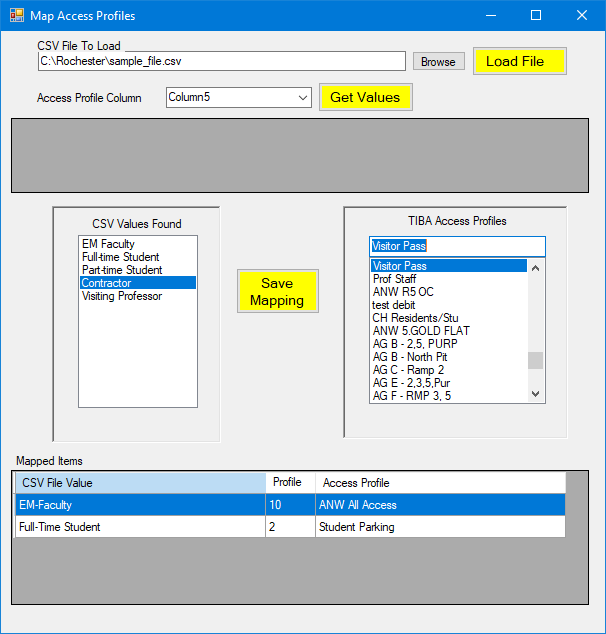 Map Access Profiles
CSV File To Load
C:\Rochester\sample_file.csv
Browse
Load File
Access Profile Column
Column5
Get Values
CSV Values Found
EM Faculty
Full-time Student
Part-time Student
Contractor
Visiting Professor
Save
Mapping
TIBA Access Profiles
Visitor Pass
Visitor Pass
Prof Staff
ANW R5 OC
test debit
CH Residents/Stu
ANW 5.GOLD FLAT
AG B - 2,5, PURP
AG B - North Pit
AG C - Ramp 2
AG E - 2,3,5,Pur
AG F - RMP 3, 5
Mapped Items
CSV File Value Profile Access Profile
EM-Faculty 10 ANW All Access
Full-Time Student 2 Student Parking